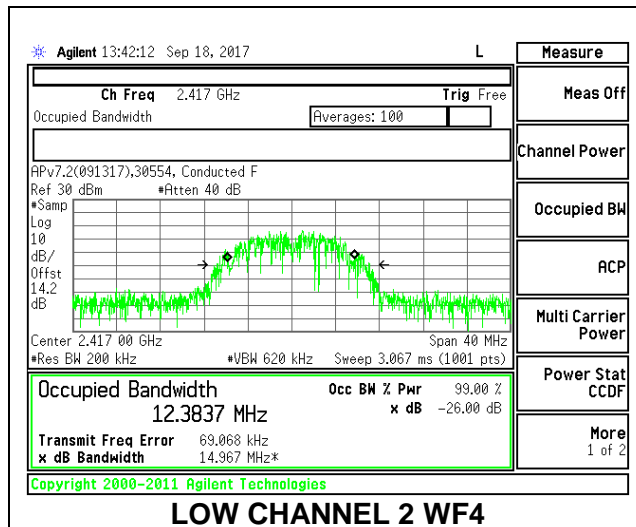 Agilent 13:42:12 Sep 18, 2017 L
Measure
Ch Freq 2.417 GHz Trig Free
Occupied Bandwidth Averages: 100
Meas Off
Channel Power
Occupied BW
ACP
Multi Carrier
Power
Power Stat
CCDF
More
1 of 2
APv7.2(091317),30554, Conducted F
Ref 30 dBm #Atten 40 dB
#Samp
Log
10
dB/
Offst
14.2
dB
Center 2.417 00 GHz Span 40 MHz
#Res BW 200 kHz #VBW 620 kHz Sweep 3.067 ms (1001 pts)
Occupied Bandwidth Occ BW % Pwr 99.00 %
12.3837 MHz x dB -26.00 dB
Transmit Freq Error 69.068 kHz
x dB Bandwidth 14.967 MHz*
Copyright 2000-2011 Agilent Technologies
LOW CHANNEL 2 WF4